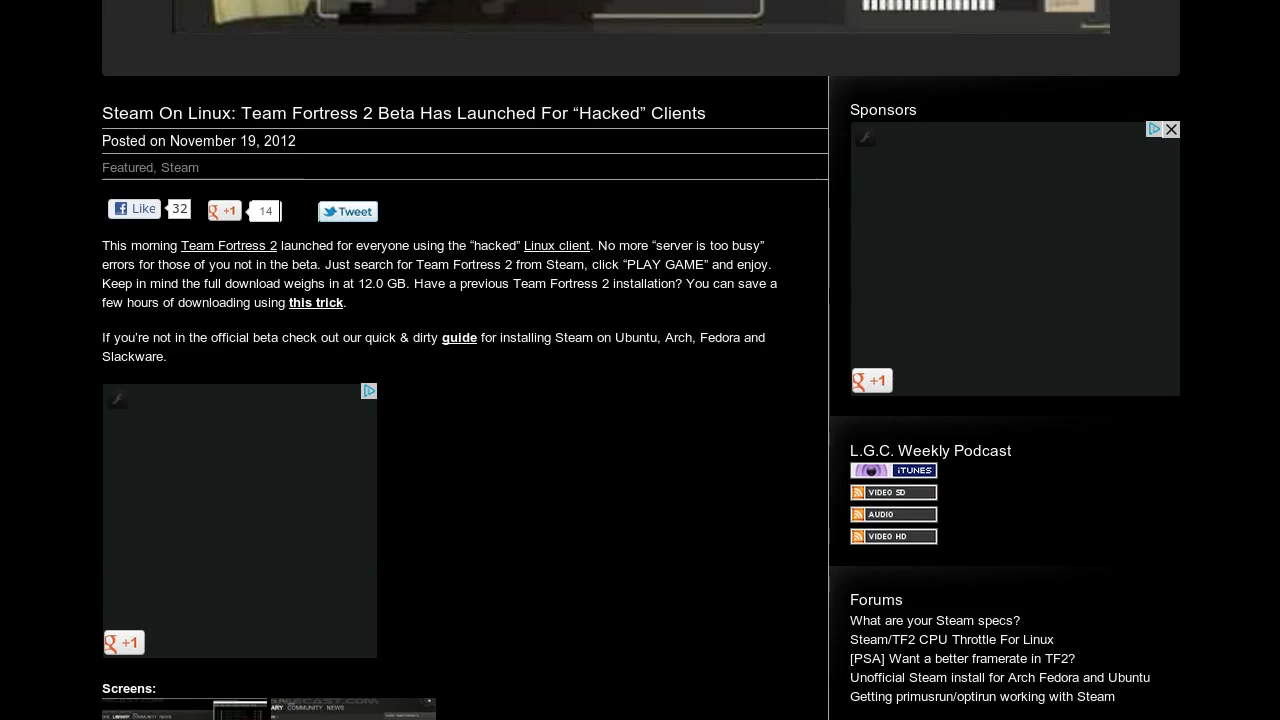 Steam On Linux: Team Fortress 2 Beta Has Launched For “Hacked” Clients
Posted on November 19, 2012
Featured, Steam
Like 32
+1 14
Tweet
This morning Team Fortress 2 launched for everyone using the “hacked” Linux client. No more “server is too busy”
errors for those of you not in the beta. Just search for Team Fortress 2 from Steam, click “PLAY GAME” and enjoy.
Keep in mind the full download weighs in at 12.0 GB. Have a previous Team Fortress 2 installation? You can save a
few hours of downloading using this trick.
If you’re not in the official beta check out our quick & dirty guide for installing Steam on Ubuntu, Arch, Fedora and
Slackware.
g +1
Screens:
COMMUNITY NEWS
Sponsors
g +1
L.G.C. Weekly Podcast
iTUNES
VIDEO SD
AUDIO
VIDEO HD
Forums
What are your Steam specs?
Steam/TF2 CPU Throttle For Linux
[PSA] Want a better framerate in TF2?
Unofficial Steam install for Arch Fedora and Ubuntu
Getting primusrun/optirun working with Steam